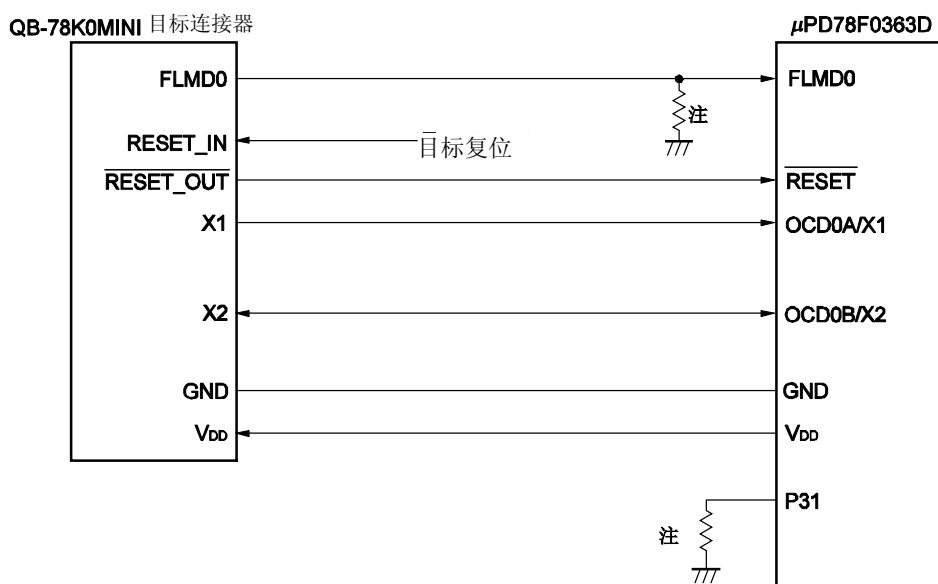 QB-78K0MINI 目标连接器
μPD78F0363D
FLMD0
FLMD0
注
RESET_IN
目标复位
RESET_OUT
RESET
X1
OCD0A/X1
X2
OCD0B/X2
GND
GND
VDD
VDD
P31
注